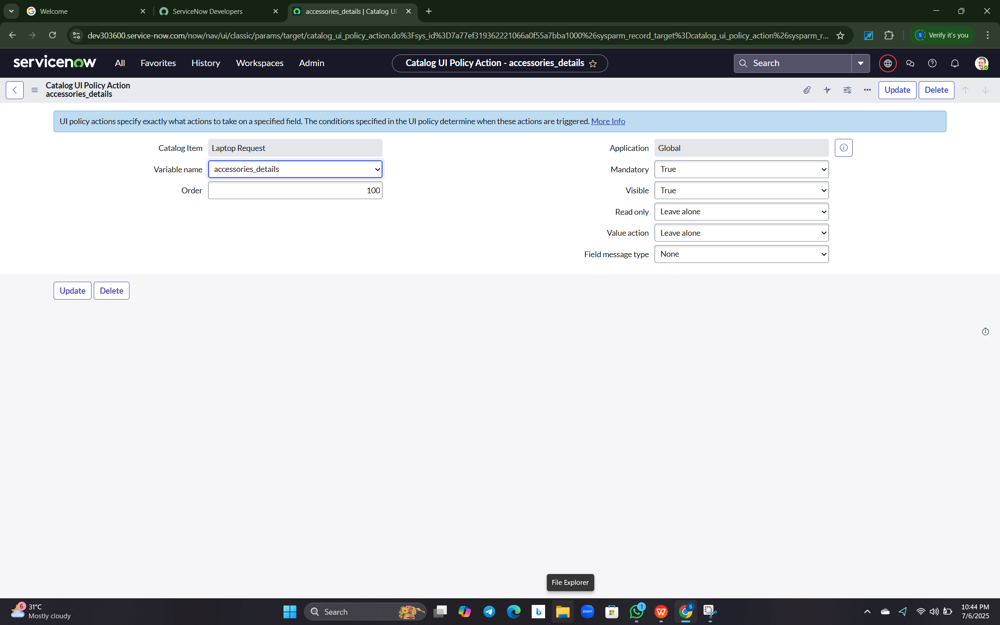 Welcome
ServiceNow Developers
accessories_details | Catalog UI
dev303600.service-now.com/now/nav/ui/classic/params/target/catalog_ui_policy_action.do%3Fsys_id%3D7a77ef319362221066a0f55a7bba1000%26sysparm_record_target%3Dcatalog_ui_policy_action%26sysparm_r...
S Verify it's you
servicenow All Favorites History Workspaces Admin
Catalog UI Policy Action - accessories_details
Search
Catalog UI Policy Action
accessories_details
Update Delete
UI policy actions specify exactly what actions to take on a specified field. The conditions specified in the UI policy determine when these actions are triggered. More Info
Catalog Item Laptop Request
Application Global
Variable name accessories_details
Mandatory True
Order 100
Visible True
Read only Leave alone
Value action Leave alone
Field message type None
Update Delete
File Explorer
6 31°C
Mostly cloudy
Search
zoom
1
S
10:44 PM
7/6/2025